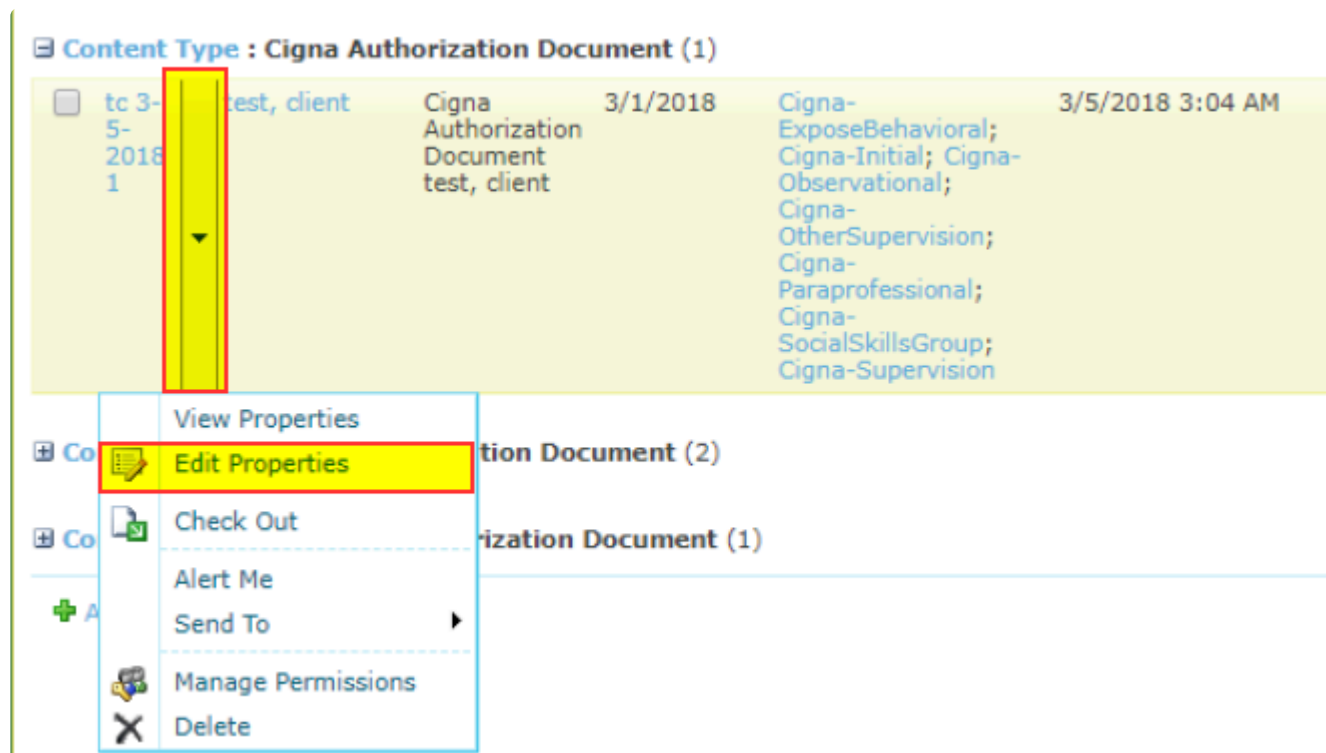 Content Type : Cigna Authorization Document (1)
tc 3- test, client Cigna 3/1/2018 Cigna- 3/5/2018 3:04 AM
5- Authorization ExposeBehavioral;
2018 Document Cigna-Initial; Cigna-
1 test, client Observational;
Cigna-
OtherSupervision;
Cigna-
Paraprofessional;
Cigna-
SocialSkillsGroup;
Cigna-Supervision
View Properties
Co tion Document (2)
Edit Properties
Check Out
Co rization Document (1)
Alert Me
A
Send To
Manage Permissions
Delete